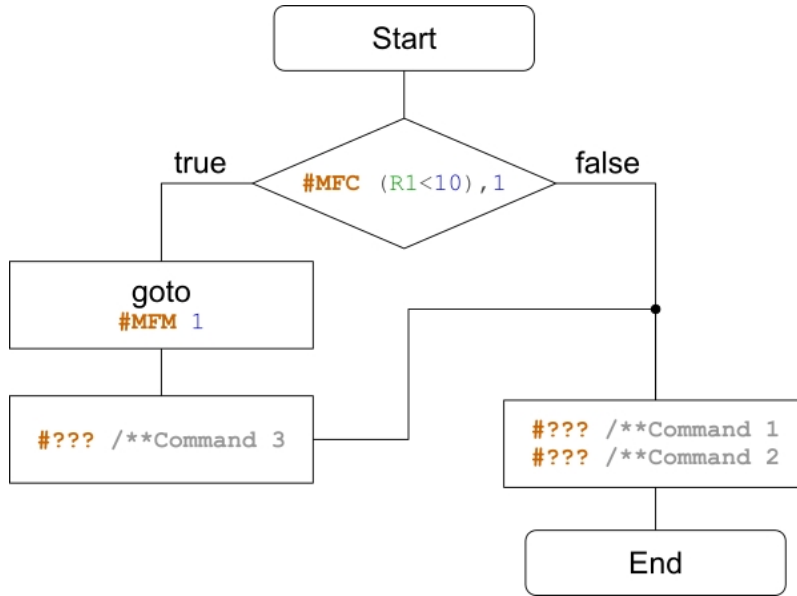 Start
true
false
#MFC (R1<10),1
goto
#MFM 1
#??? /**Command 3
#??? /**Command 1
#??? /**Command 2
End